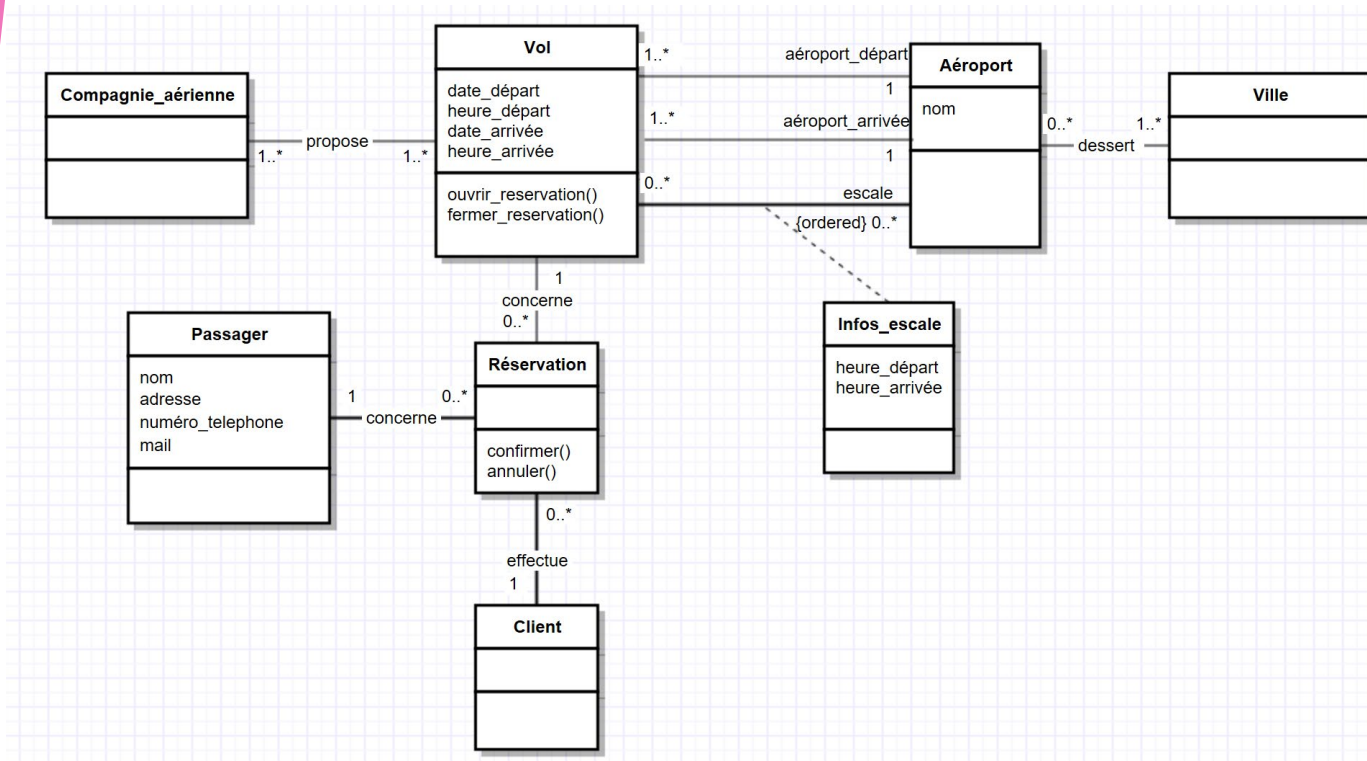 Compagnie_aérienne
propose
1..*
1..*
Vol
date_départ
heure_départ
date_arrivée
heure_arrivée
ouvrir_reservation()
fermer_reservation()
1..*
aéroport_départ
1
1..*
aéroport_arrivée
1
0..*
escale
{ordered} 0..*
Aéroport
nom
0..*
1..*
dessert
Ville
Infos_escale
heure_départ
heure_arrivée
1
concerne
0..*
Passager
nom
adresse
numéro_telephone
mail
1
0..*
concerne
Réservation
confirmer()
annuler()
0..*
effectue
1
Client